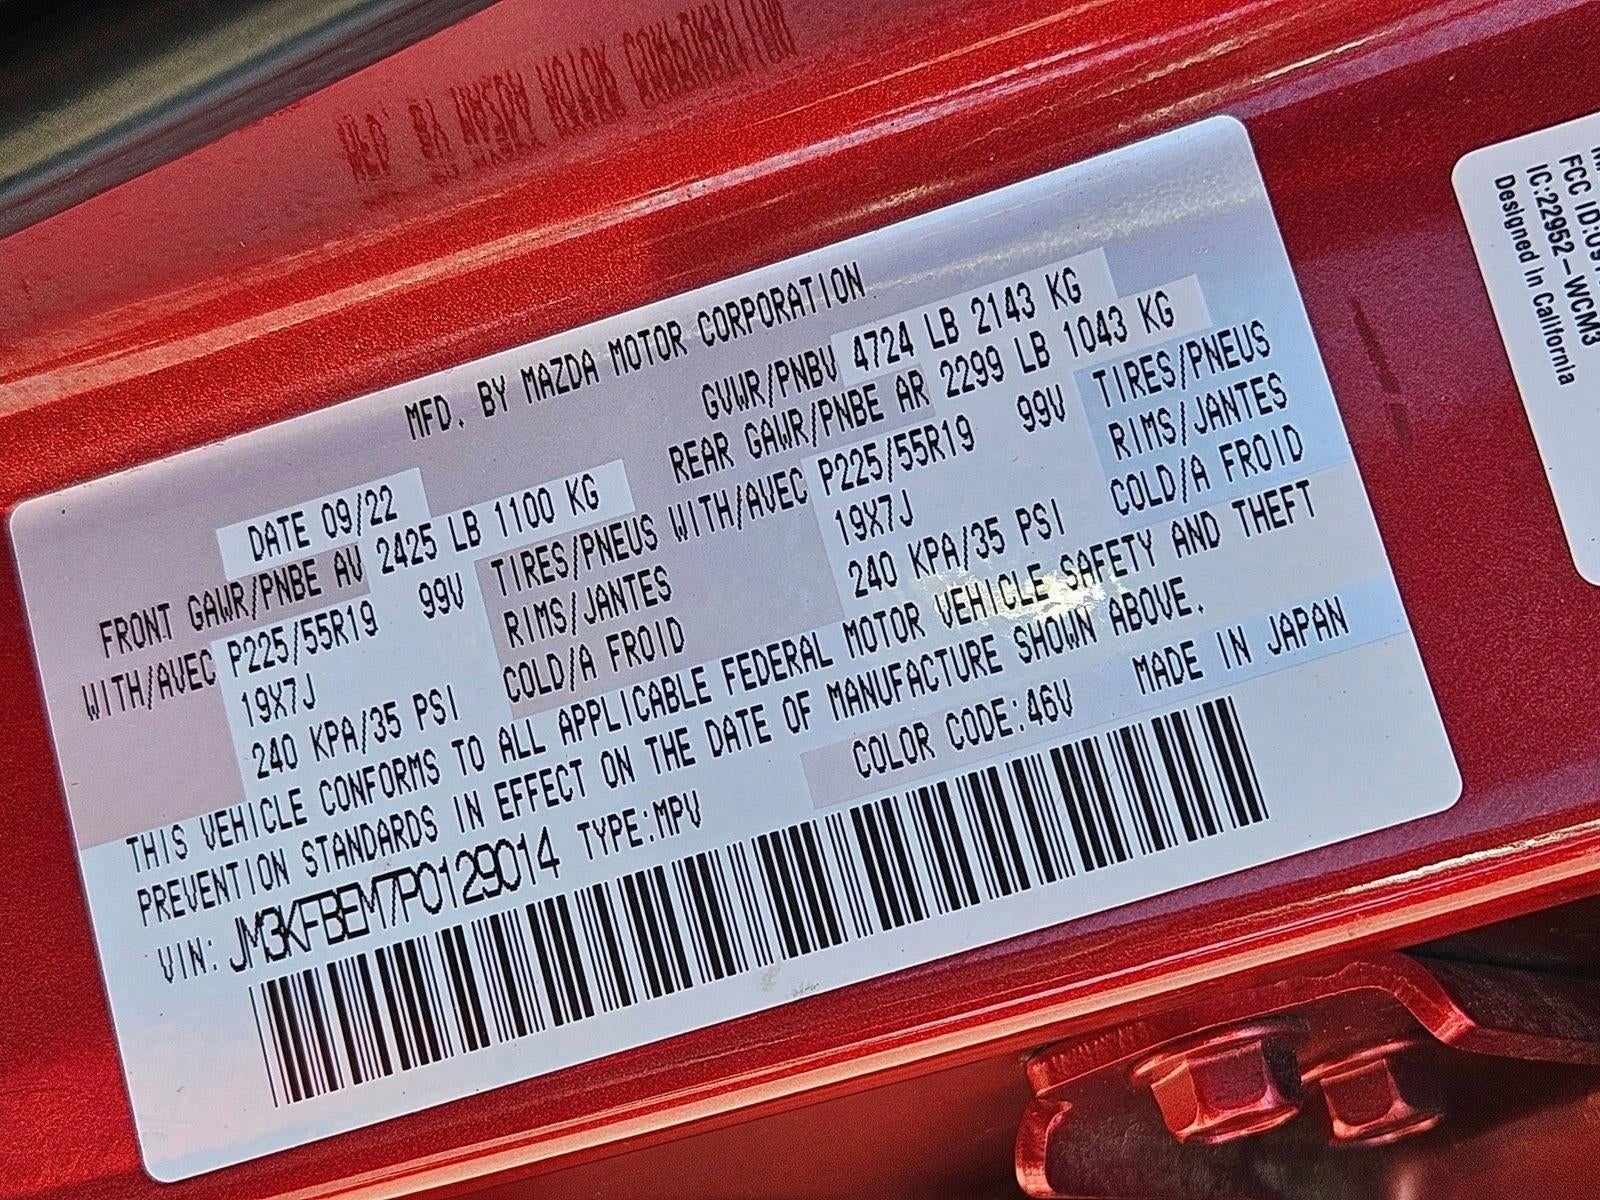 MFD. BY MAZDA MOTOR CORPORATION
DATE 09/22 GVWR/PNBV 4724 LB 2143 KG
FRONT GAWR/PNBE AV 2425 LB 1100 KG REAR GAWR/PNBE AR 2299 LB 1043 KG
WITH/AVEC P225/55R19 99V TIRES/PNEUS WITH/AVEC P225/55R19 99V TIRES/PNEUS
19X7J RIMS/JANTES 19X7J RIMS/JANTES
240 KPA/35 PSI COLD/A FROID 240 KPA/35 PSI COLD/A FROID
THIS VEHICLE CONFORMS TO ALL APPLICABLE FEDERAL MOTOR VEHICLE SAFETY AND THEFT
PREVENTION STANDARDS IN EFFECT ON THE DATE OF MANUFACTURE SHOWN ABOVE.
VIN: JM3KFBEM7P0129014 TYPE:MPV COLOR CODE:46V MADE IN JAPAN
FCC
IC:22952-WCM3
Designed in California